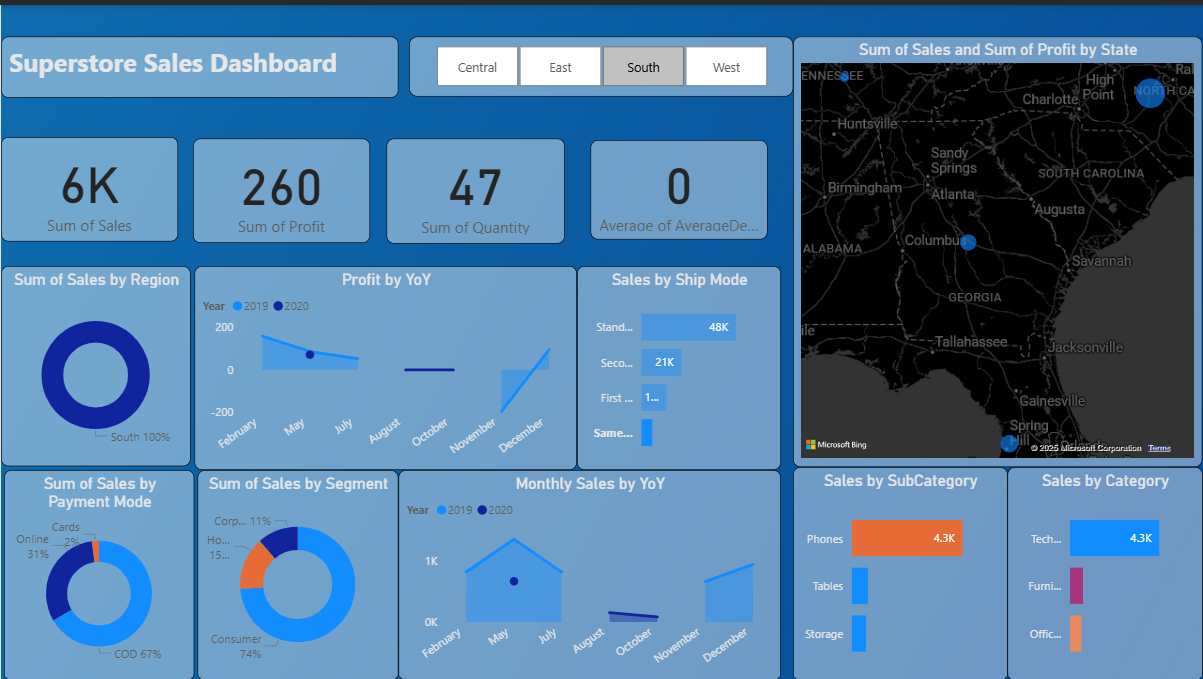 Superstore Sales Dashboard
Central
East
South
West
6K
Sum of Sales
260
Sum of Profit
47
Sum of Quantity
0
Average of AverageDe...
Sum of Sales and Sum of Profit by State
ENNESSEE
High
Point
Charlotte
NORTH CA
Huntsville
Sandy
Springs
SOUTH CAROLINA
Birmingham
Atlanta
Augusta
ALABAMA
Columbus
Savannah
GEORGIA
Tallahassee
Jacksonville
Gainesville
Spring
Hill
Microsoft Bing
© 2025 Microsoft Corporation Terms
Sum of Sales by Region
South 100%
Profit by YoY
Year 2019 2020
200
0
-200
February
May
July
August
October
November
December
Sales by Ship Mode
Stand... 48K
Seco... 21K
First ... 1...
Same...
Sum of Sales by
Payment Mode
Cards
2%
Online
31%
COD 67%
Sum of Sales by Segment
Corp... 11%
Ho...
15...
Consumer
74%
Monthly Sales by YoY
Year 2019 2020
1K
0K
February
May
July
August
October
November
December
Sales by SubCategory
Phones 4.3K
Tables
Storage
Sales by Category
Tech... 4.3K
Furni...
Offic...